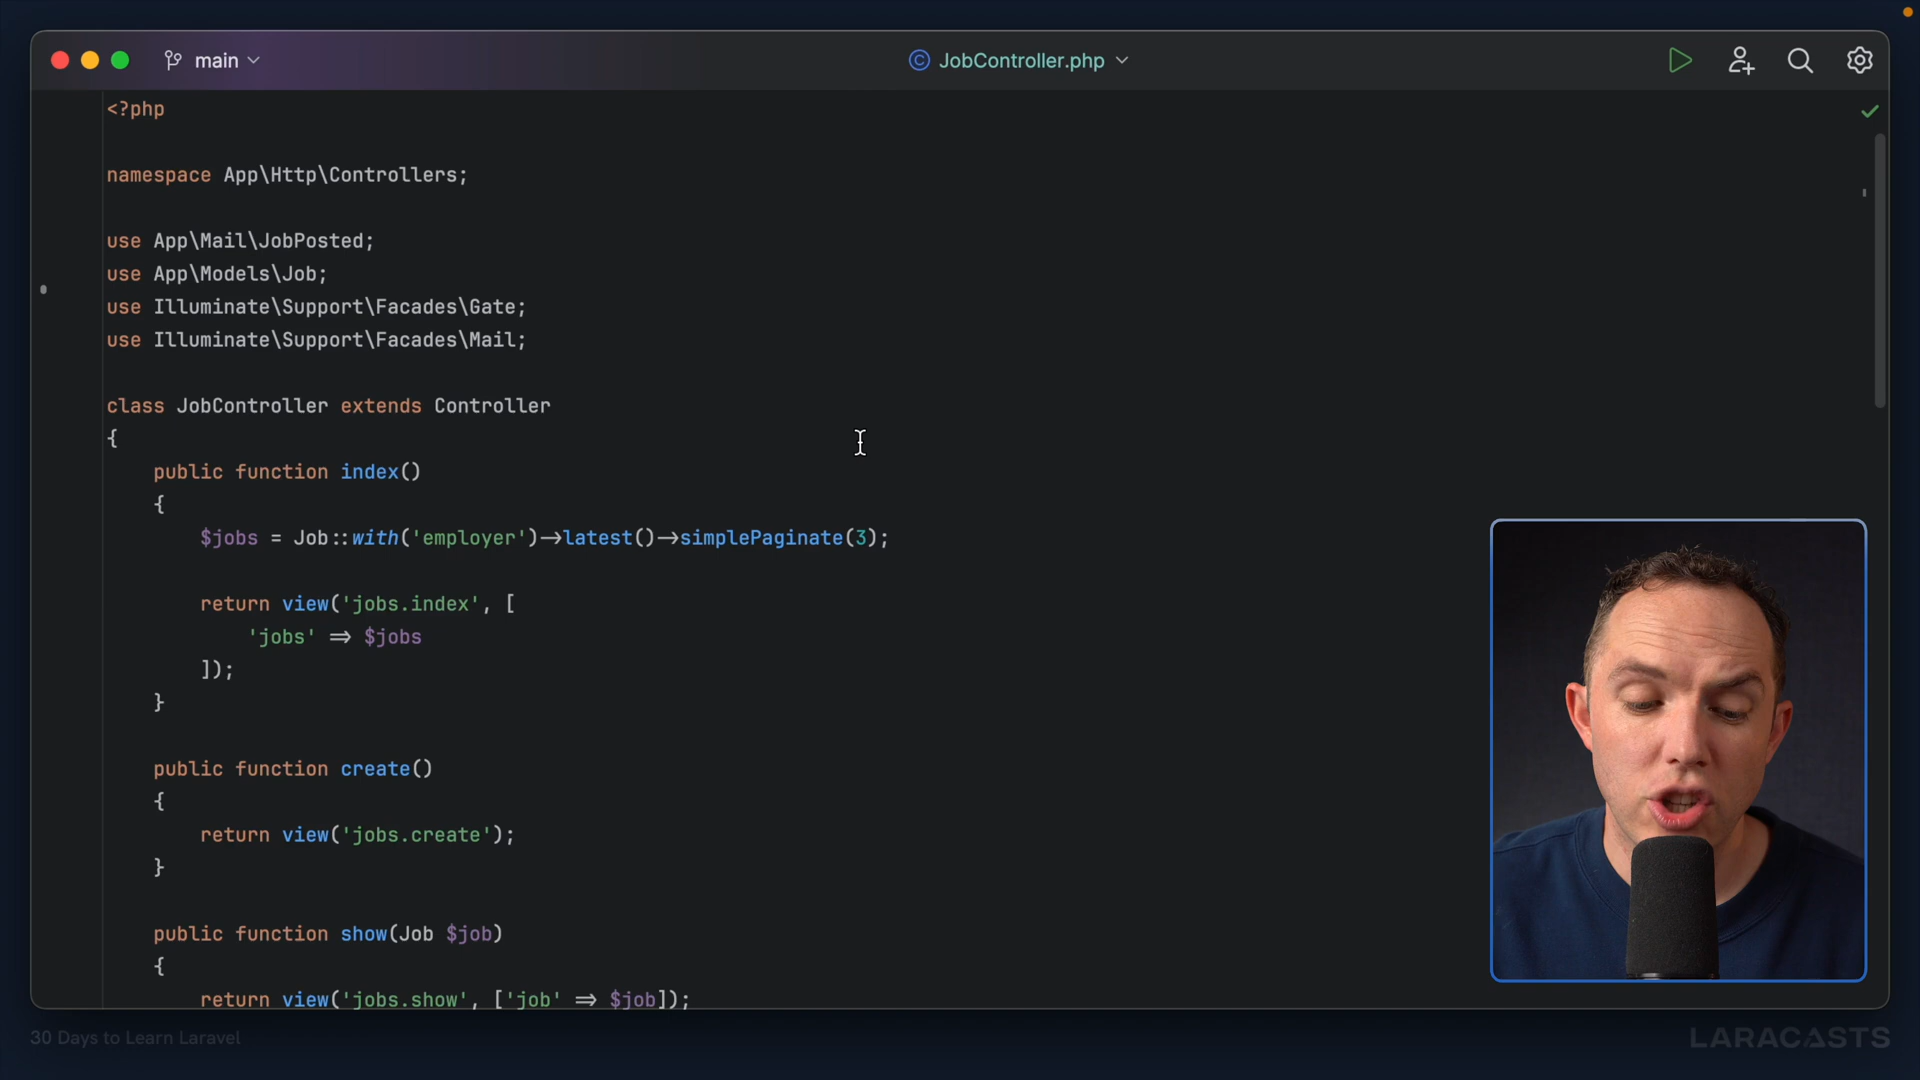 main
JobController.php
<?php
namespace App\Http\Controllers;
use App\Mail\JobPosted;
use App\Models\Job;
use Illuminate\Support\Facades\Gate;
use Illuminate\Support\Facades\Mail;
class JobController extends Controller
{
public function index()
{
$jobs = Job::with('employer')->latest()->simplePaginate(3);
return view('jobs.index', [
'jobs' => $jobs
]);
}
public function create()
{
return view('jobs.create');
}
public function show(Job $job)
{
return view('jobs.show', ['job' => $job]);
30 Days to Learn Laravel
LARACASTS